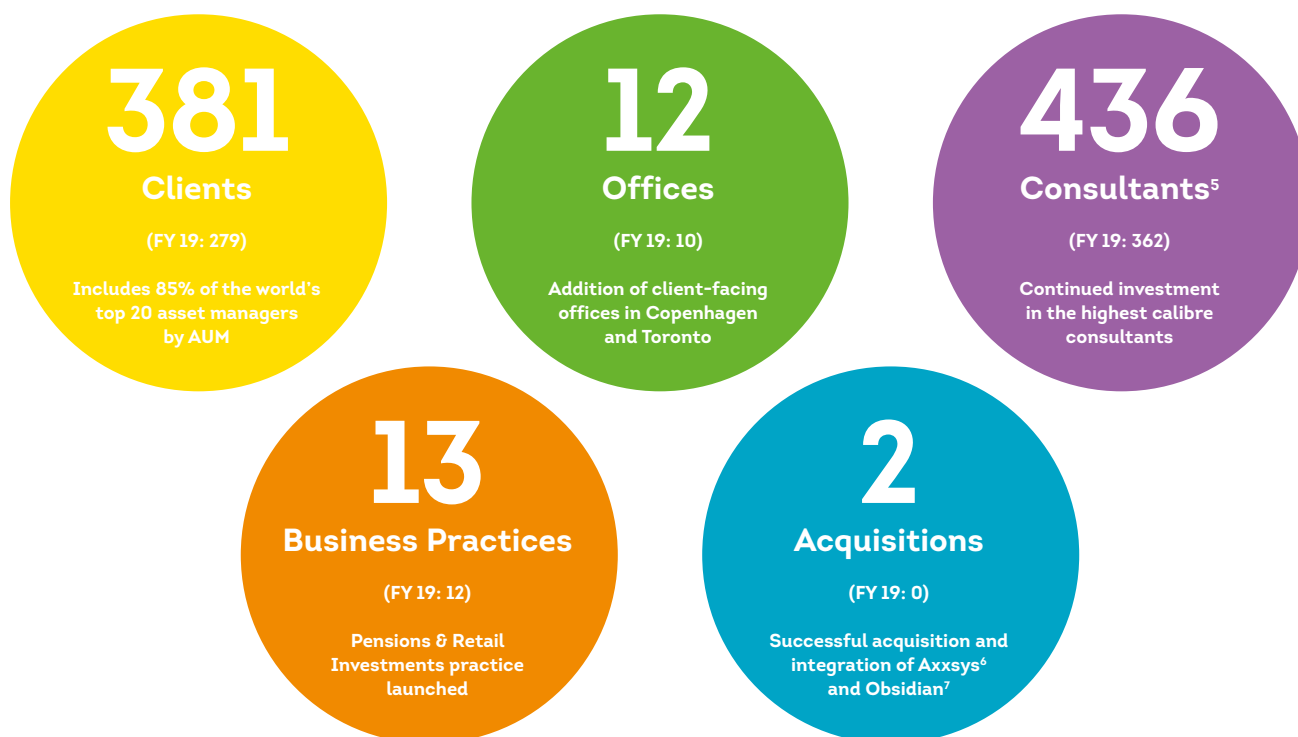 381
Clients
(FY 19: 279)
Includes 85% of the world's
top 20 asset managers
by AUM
12
Offices
(FY 19: 10)
Addition of client-facing
offices in Copenhagen
and Toronto
436
Consultants⁵
(FY 19: 362)
Continued investment
in the highest calibre
consultants
13
Business Practices
(FY 19: 12)
Pensions & Retail
Investments practice
launched
2
Acquisitions
(FY 19: 0)
Successful acquisition and
integration of Axxsys⁶
and Obsidian⁷